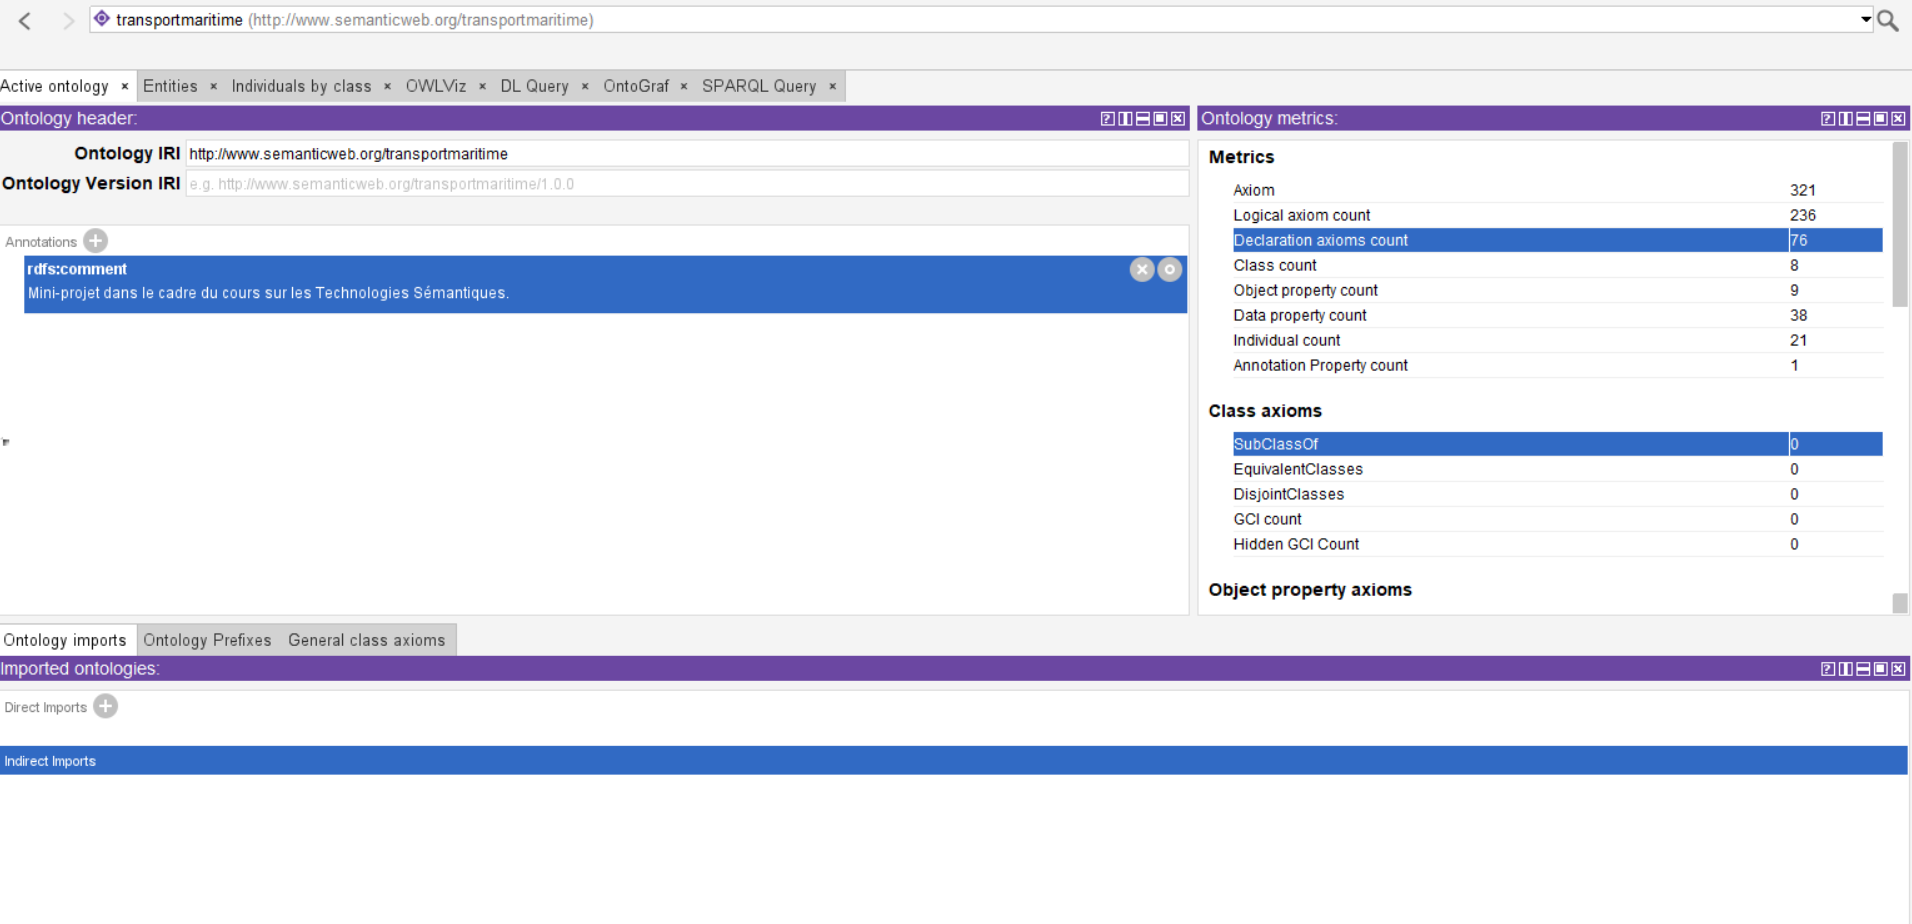 transportmaritime (http://www.semanticweb.org/transportmaritime)
Active ontology × Entities × Individuals by class × OWLViz × DL Query × OntoGraf × SPARQL Query ×
Ontology header:
Ontology IRI http://www.semanticweb.org/transportmaritime
Ontology Version IRI e.g. http://www.semanticweb.org/transportmaritime/1.0.0
Annotations
rdfs:comment
Mini-projet dans le cadre du cours sur les Technologies Sémantiques.
Ontology metrics:
Metrics
Axiom 321
Logical axiom count 236
Declaration axioms count 76
Class count 8
Object property count 9
Data property count 38
Individual count 21
Annotation Property count 1
Class axioms
SubClassOf 0
EquivalentClasses 0
DisjointClasses 0
GCI count 0
Hidden GCI Count 0
Object property axioms
Ontology imports Ontology Prefixes General class axioms
Imported ontologies:
Direct Imports
Indirect Imports